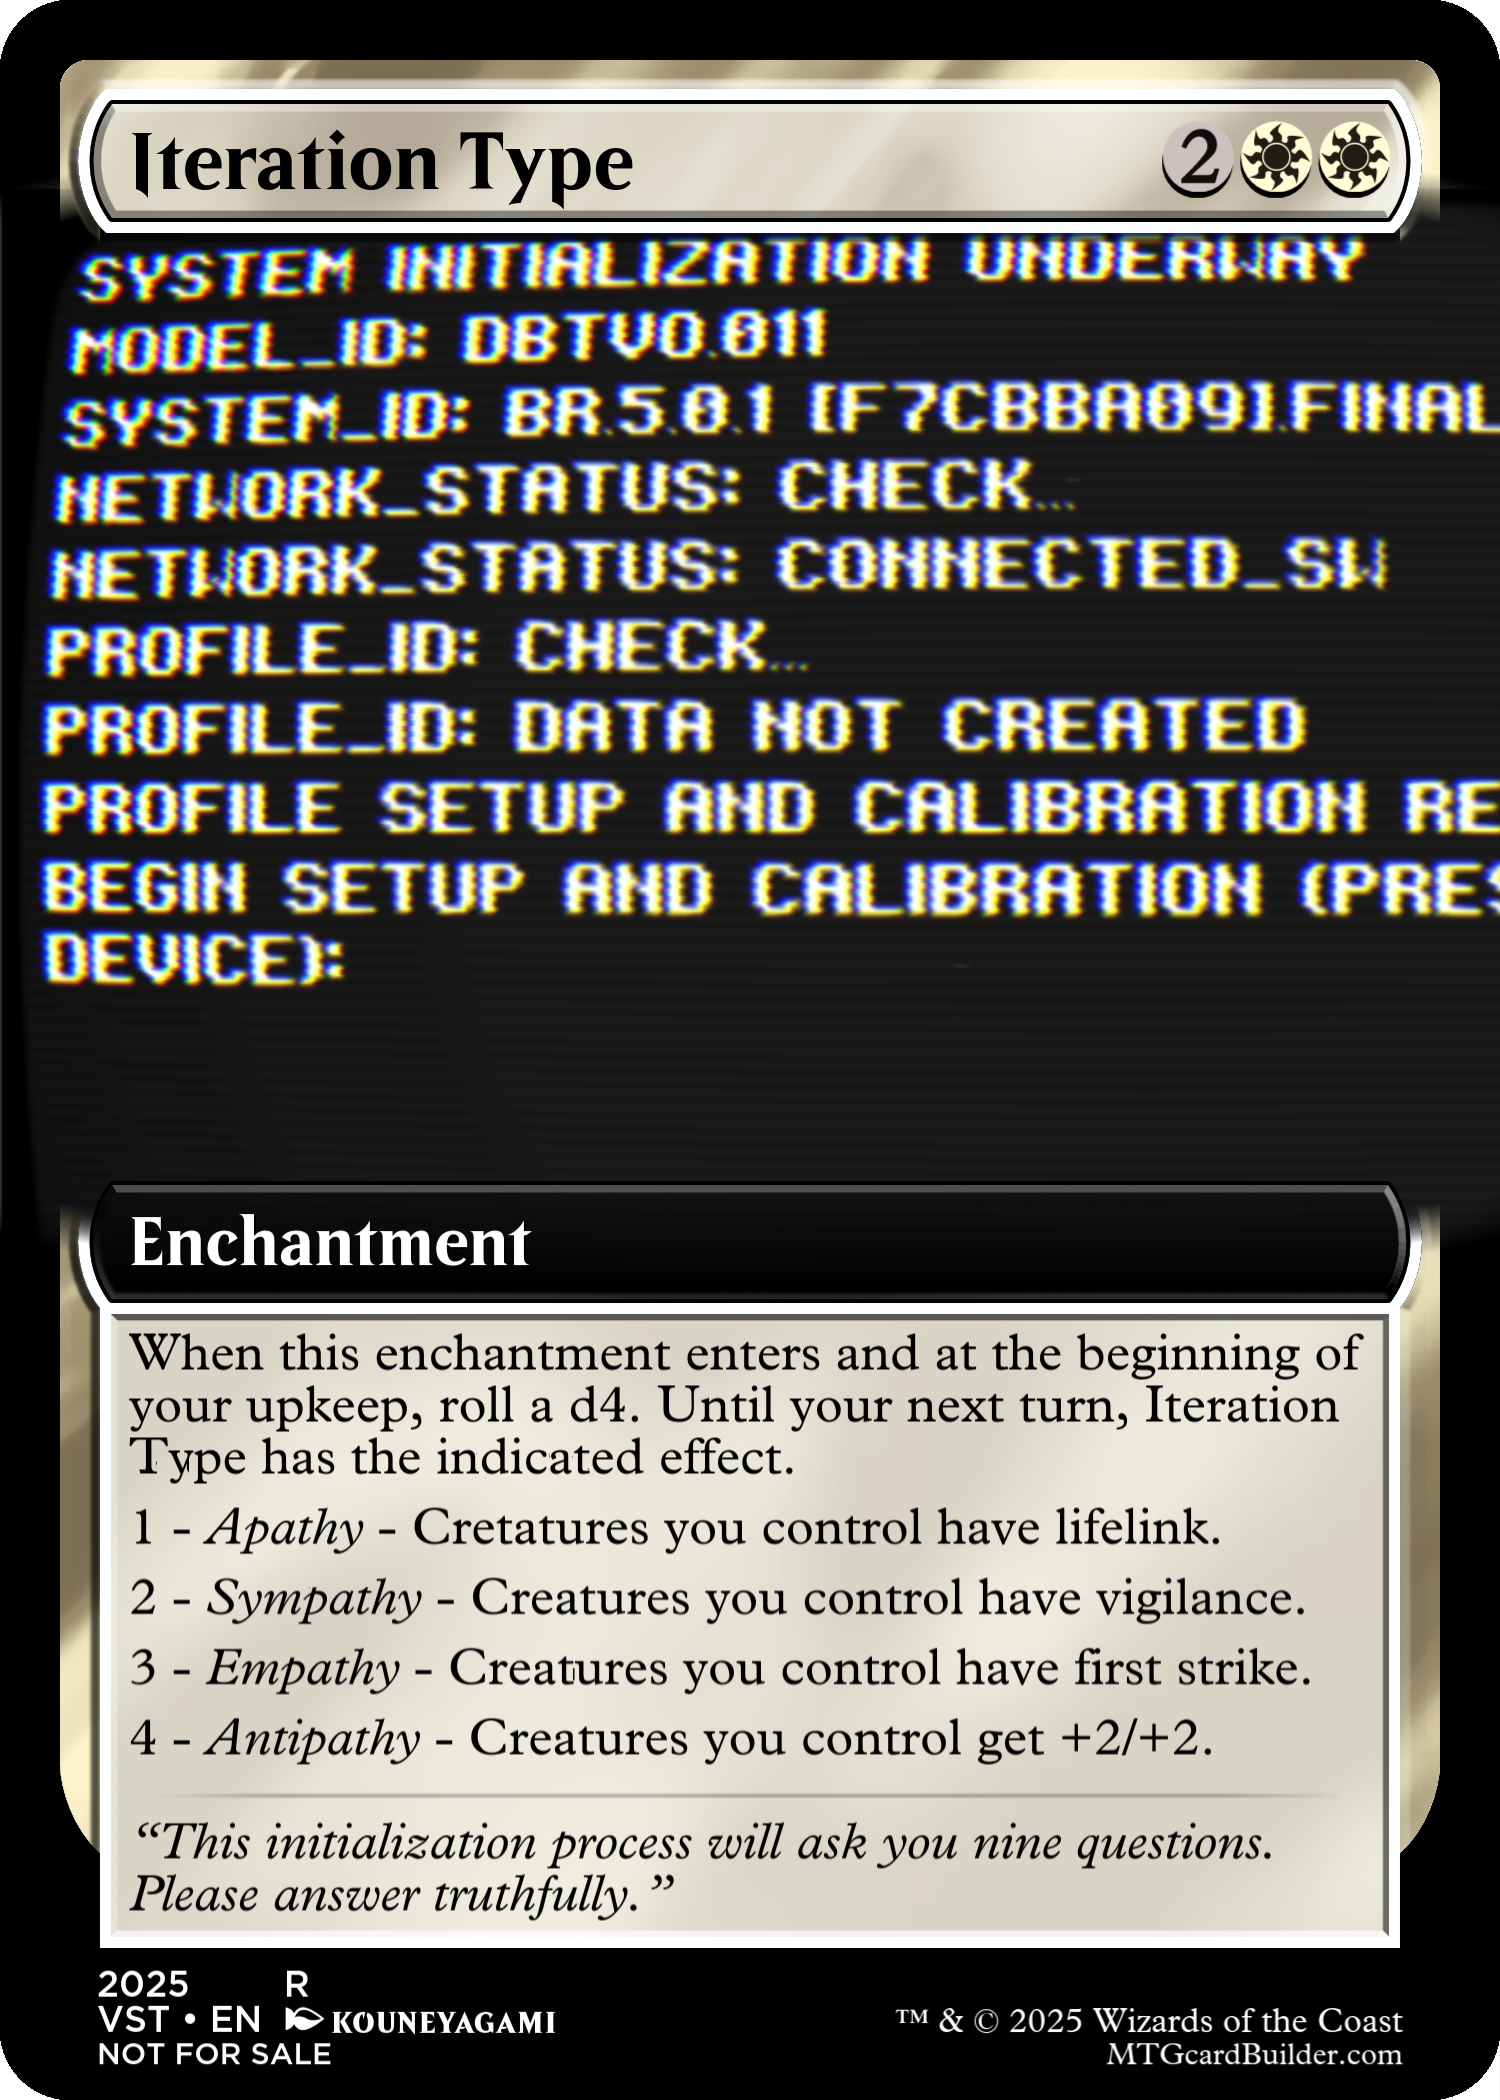 Iteration Type 2
SYSTEM INITIALIZATION UNDERWAY
MODEL_ID: DBTV0.011
SYSTEM_ID: BR.5.0.1 [F7CBBA09].FINAL
NETWORK_STATUS: CHECK...
NETWORK_STATUS: CONNECTED_SW
PROFILE_ID: CHECK...
PROFILE_ID: DATA NOT CREATED
PROFILE SETUP AND CALIBRATION RE
BEGIN SETUP AND CALIBRATION (PRES
DEVICE):
Enchantment
When this enchantment enters and at the beginning of
your upkeep, roll a d4. Until your next turn, Iteration
Type has the indicated effect.
1 - Apathy - Cretatures you control have lifelink.
2 - Sympathy - Creatures you control have vigilance.
3 - Empathy - Creatures you control have first strike.
4 - Antipathy - Creatures you control get +2/+2.
“This initialization process will ask you nine questions.
Please answer truthfully.”
2025 R
VST • EN KOUNEYAGAMI
NOT FOR SALE
™ & © 2025 Wizards of the Coast
MTGcardBuilder.com